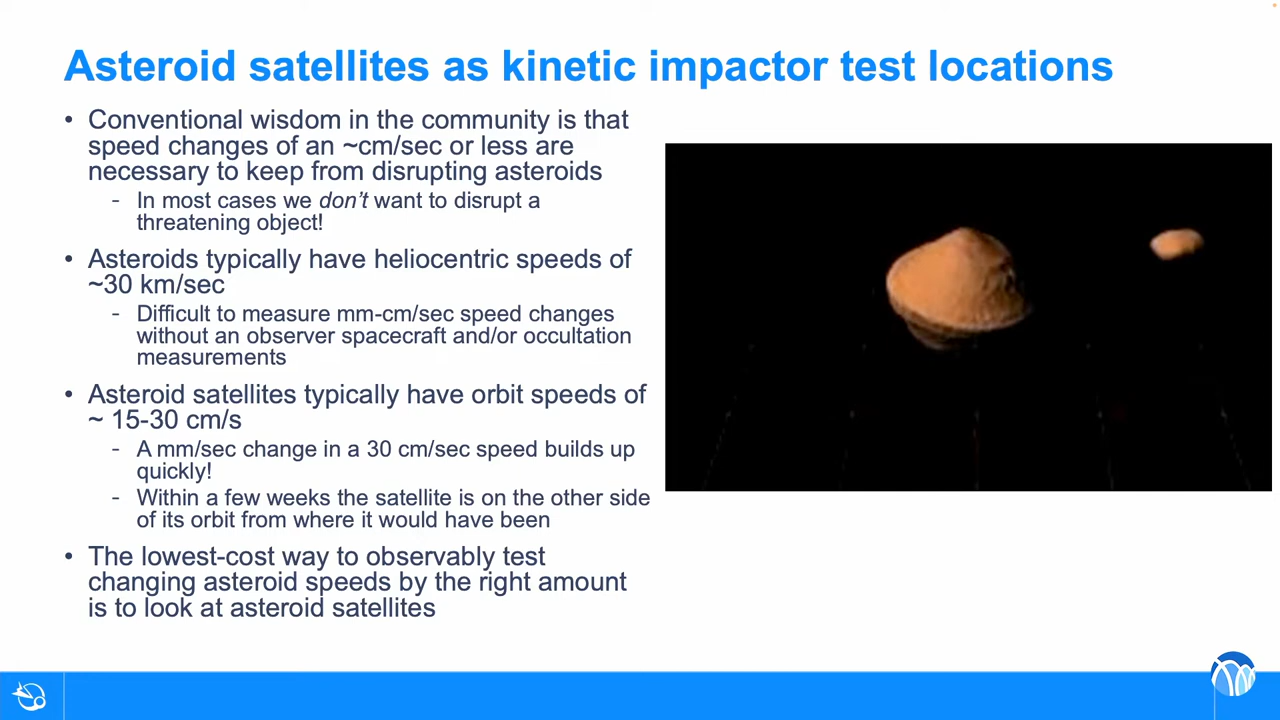 Asteroid satellites as kinetic impactor test locations
• Conventional wisdom in the community is that
speed changes of an ~cm/sec or less are
necessary to keep from disrupting asteroids
- In most cases we don't want to disrupt a
threatening object!
• Asteroids typically have heliocentric speeds of
~30 km/sec
- Difficult to measure mm-cm/sec speed changes
without an observer spacecraft and/or occultation
measurements
• Asteroid satellites typically have orbit speeds of
~ 15-30 cm/s
- A mm/sec change in a 30 cm/sec speed builds up
quickly!
- Within a few weeks the satellite is on the other side
of its orbit from where it would have been
• The lowest-cost way to observably test
changing asteroid speeds by the right amount
is to look at asteroid satellites